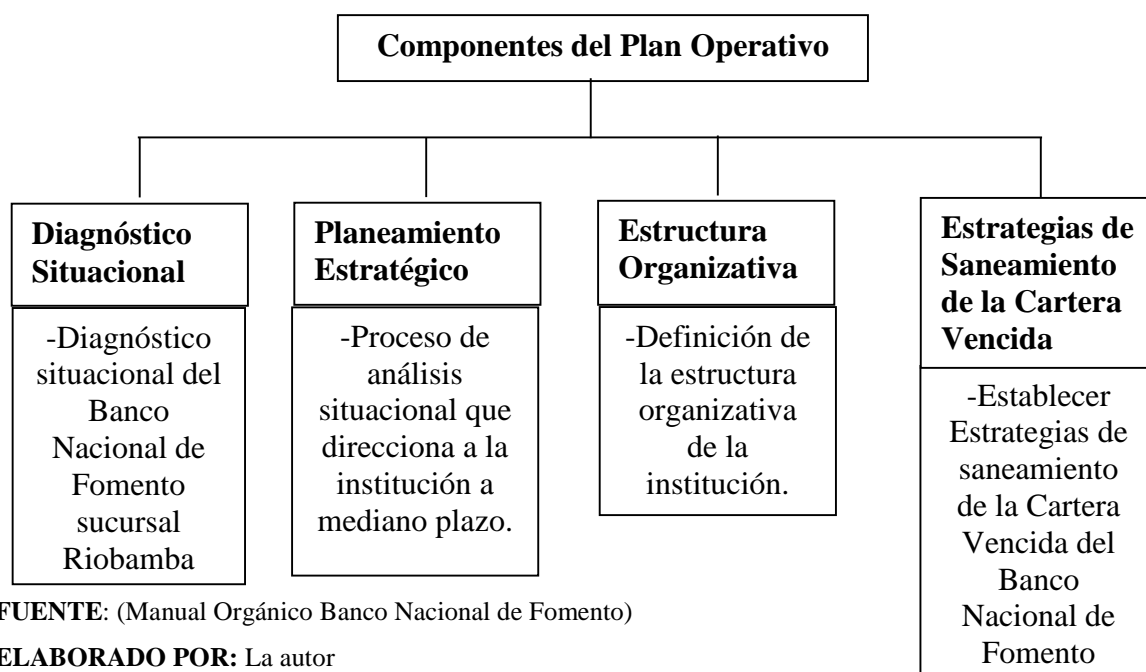 Componentes del Plan Operativo
Diagnóstico
Situacional
-Diagnóstico
situacional del
Banco
Nacional de
Fomento
sucursal
Riobamba
Planeamiento
Estratégico
-Proceso de
análisis
situacional que
direcciona a la
institución a
mediano plazo.
Estructura
Organizativa
-Definición de
la estructura
organizativa
de la
institución.
Estrategias de
Saneamiento
de la Cartera
Vencida
-Establecer
Estrategias de
saneamiento
de la Cartera
Vencida del
Banco
Nacional de
Fomento
FUENTE: (Manual Orgánico Banco Nacional de Fomento)
ELABORADO POR: La autor